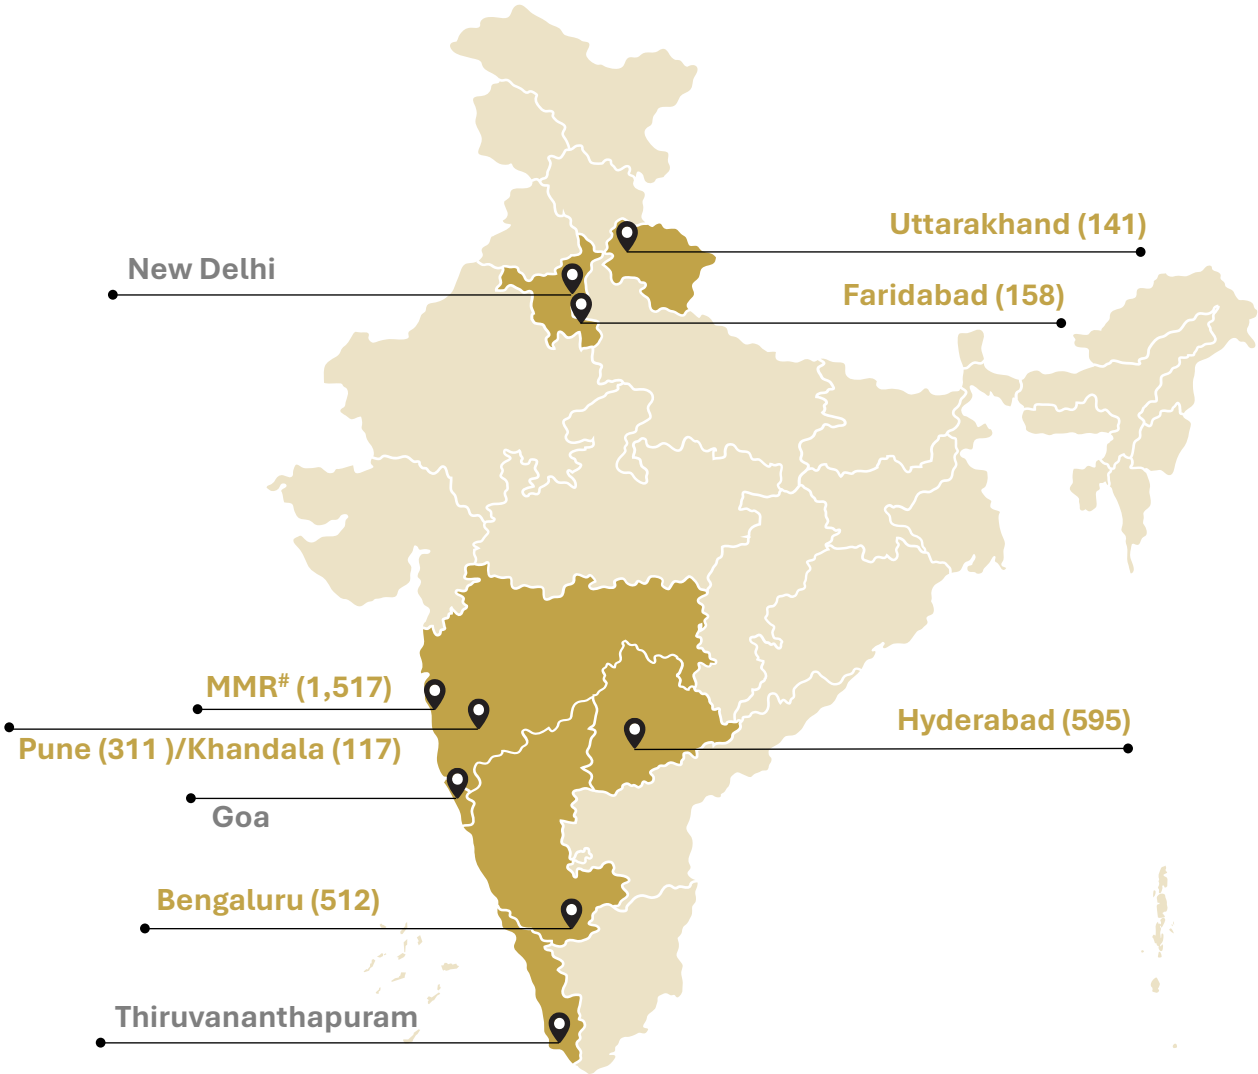 Uttarakhand (141)
New Delhi
Faridabad (158)
MMR# (1,517)
Hyderabad (595)
Pune (311 )/Khandala (117)
Goa
Bengaluru (512)
Thiruvananthapuram